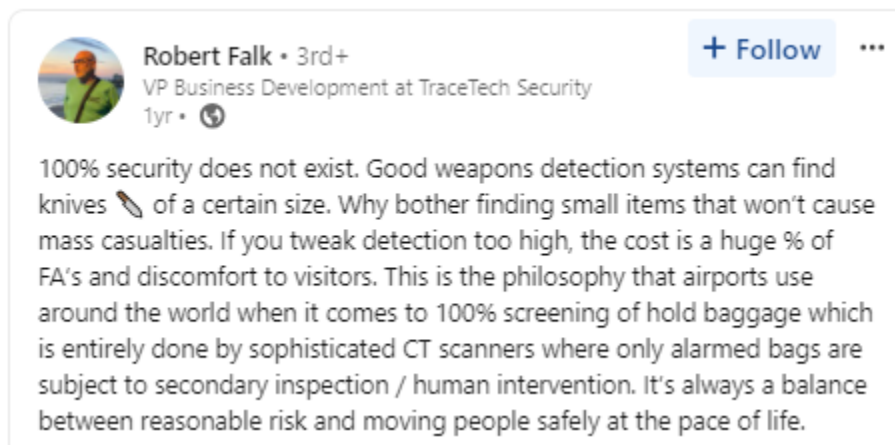 Robert Falk • 3rd+
+ Follow
...
VP Business Development at TraceTech Security
1yr •
100% security does not exist. Good weapons detection systems can find
knives 🔪 of a certain size. Why bother finding small items that won't cause
mass casualties. If you tweak detection too high, the cost is a huge % of
FA's and discomfort to visitors. This is the philosophy that airports use
around the world when it comes to 100% screening of hold baggage which
is entirely done by sophisticated CT scanners where only alarmed bags are
subject to secondary inspection / human intervention. It's always a balance
between reasonable risk and moving people safely at the pace of life.